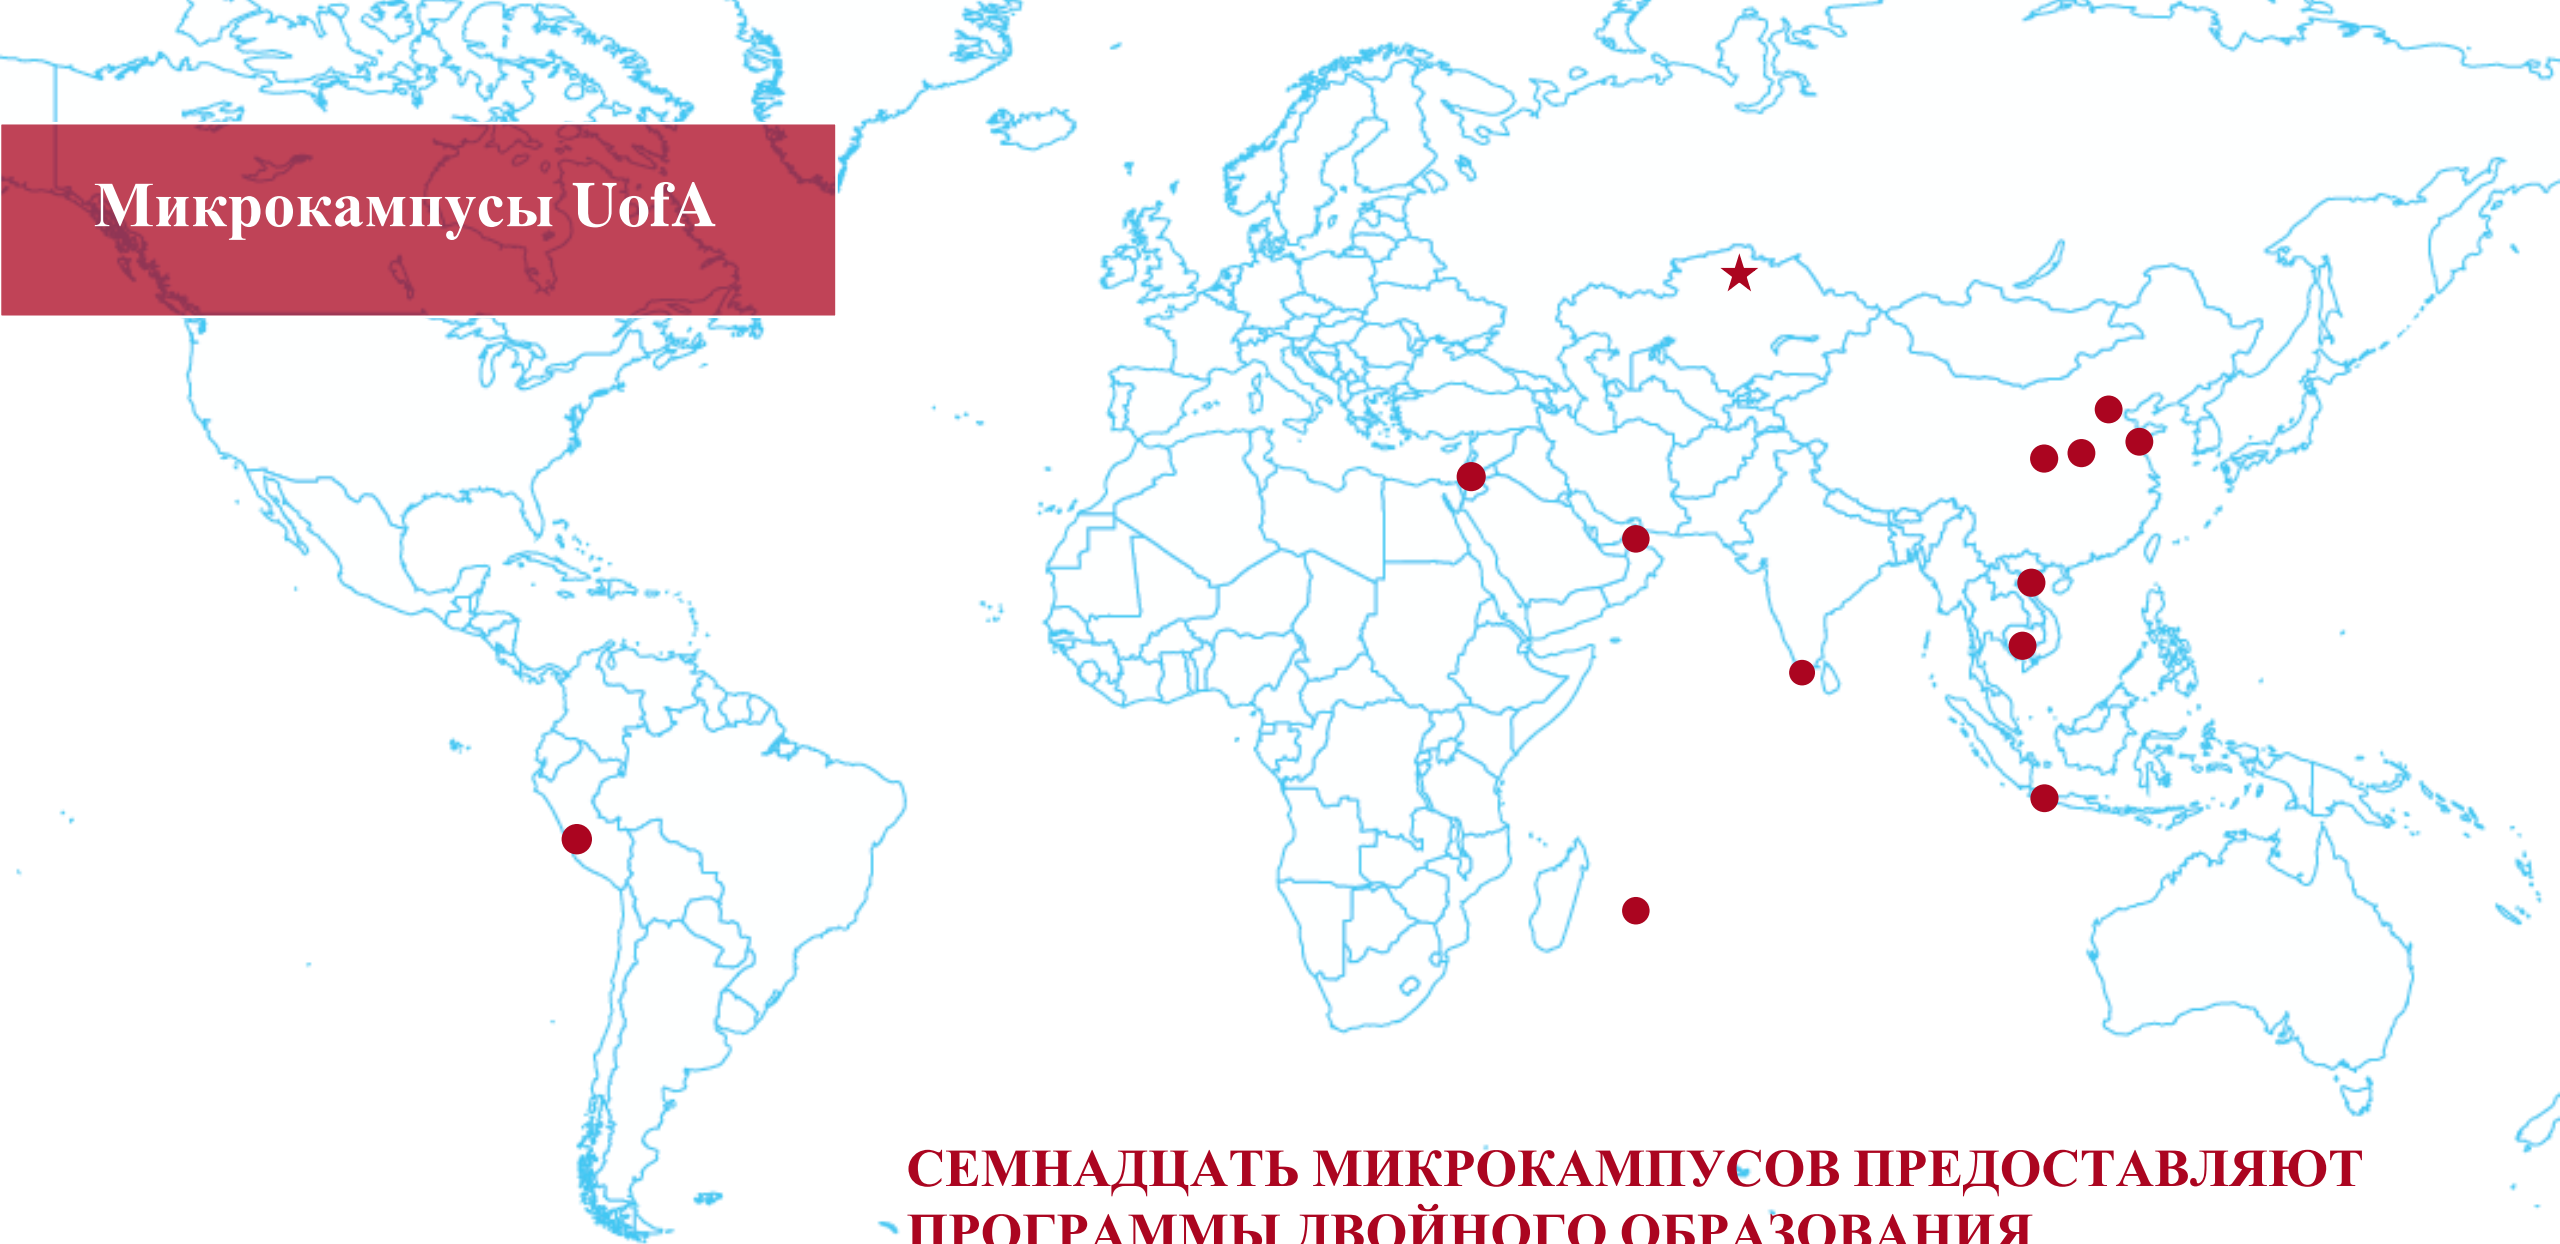 Микрокампусы UofA
СЕМНАДЦАТЬ МИКРОКАМПУСОВ ПРЕДОСТАВЛЯЮТ
ПРОГРАММЫ ДВОЙНОГО ОБРАЗОВАНИЯ